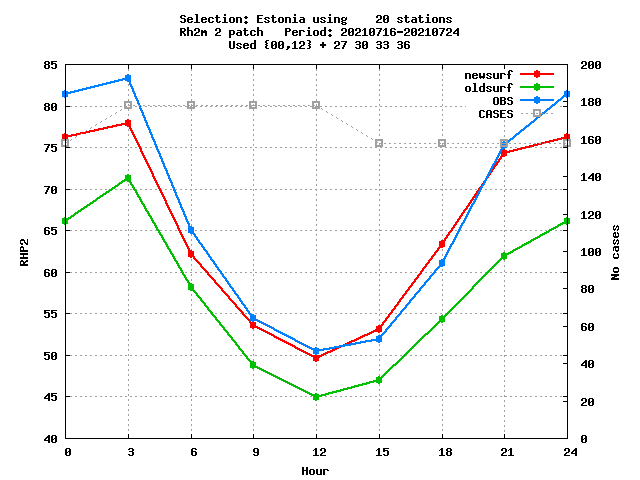 Selection: Estonia using    20 stations
Rh2m 2 patch   Period: 20210716-20210724
Used {00,12} + 27 30 33 36
85
80
75
70
65
60
55
50
45
40
RHP2
newsurf
oldsurf
OBS
CASES
200
180
160
140
120
100
80
60
40
20
0
No cases
0 3 6 9 12 15 18 21 24
Hour